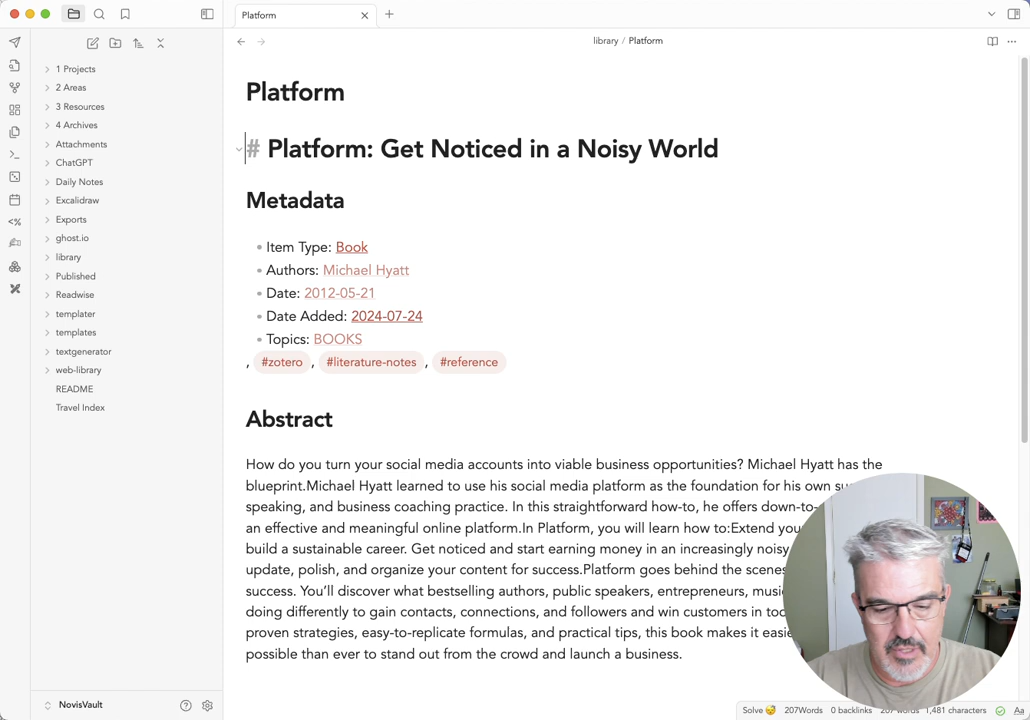 Platform
library / Platform
1 Projects
2 Areas
3 Resources
4 Archives
Attachments
ChatGPT
Daily Notes
Excalidraw
Exports
ghost.io
library
Published
Readwise
templater
templates
textgenerator
web-library
README
Travel Index
NovisVault
Platform
# Platform: Get Noticed in a Noisy World
Metadata
Item Type: Book
Authors: Michael Hyatt
Date: 2012-05-21
Date Added: 2024-07-24
Topics: BOOKS
, #zotero , #literature-notes , #reference
Abstract
How do you turn your social media accounts into viable business opportunities? Michael Hyatt has the
blueprint.Michael Hyatt learned to use his social media platform as the foundation for his own
speaking, and business coaching practice. In this straightforward how-to, he offers down-to-
an effective and meaningful online platform.In Platform, you will learn how to:Extend
build a sustainable career. Get noticed and start earning money in an increasingly noisy
update, polish, and organize your content for success.Platform goes behind the scenes
success. You'll discover what bestselling authors, public speakers, entrepreneurs,
doing differently to gain contacts, connections, and followers and win customers in
proven strategies, easy-to-replicate formulas, and practical tips, this book makes it
possible than ever to stand out from the crowd and launch a business.
Solve 😴 207Words 0 backlinks 207 words 1,481 characters Aa